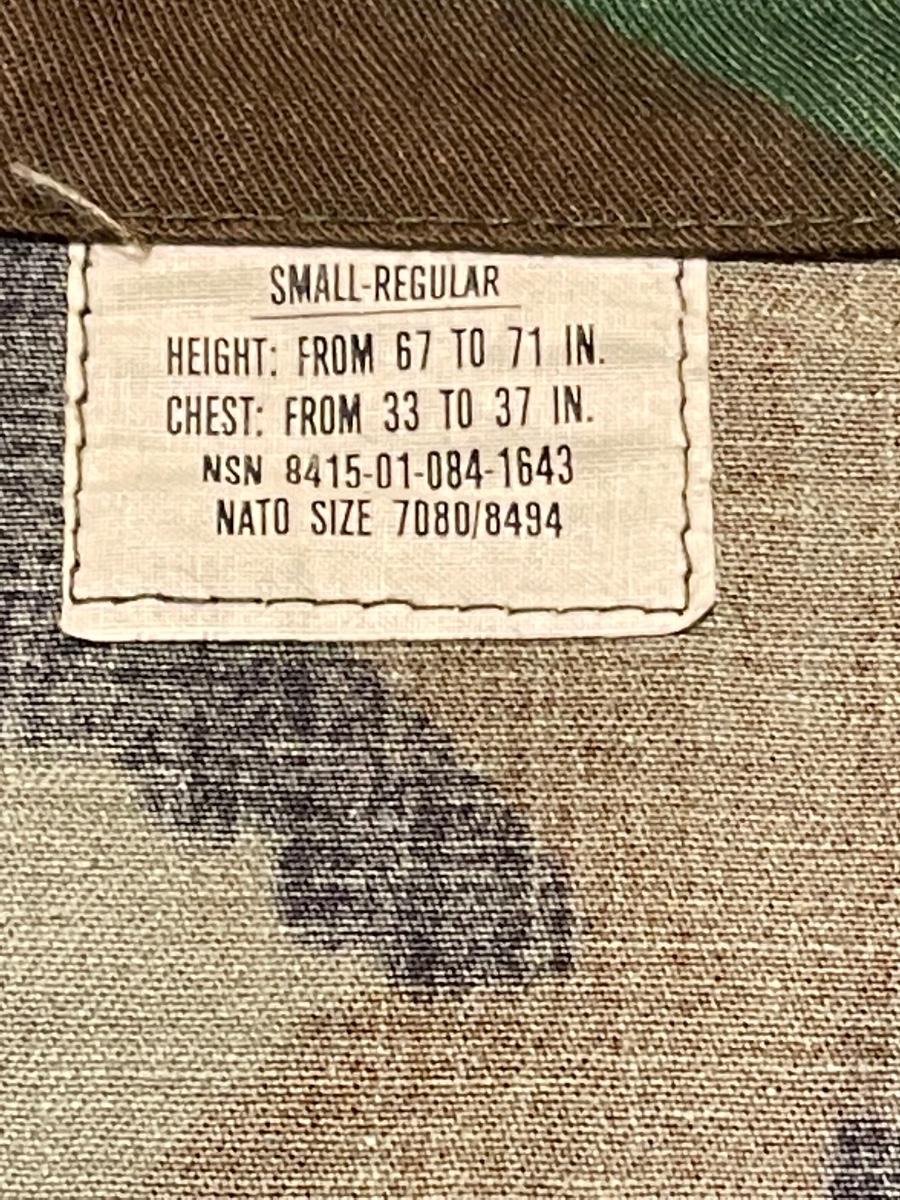 SMALL-REGULAR
HEIGHT: FROM 67 TO 71 IN.
CHEST: FROM 33 TO 37 IN.
NSN 8415-01-084-1643
NATO SIZE 7080/8494